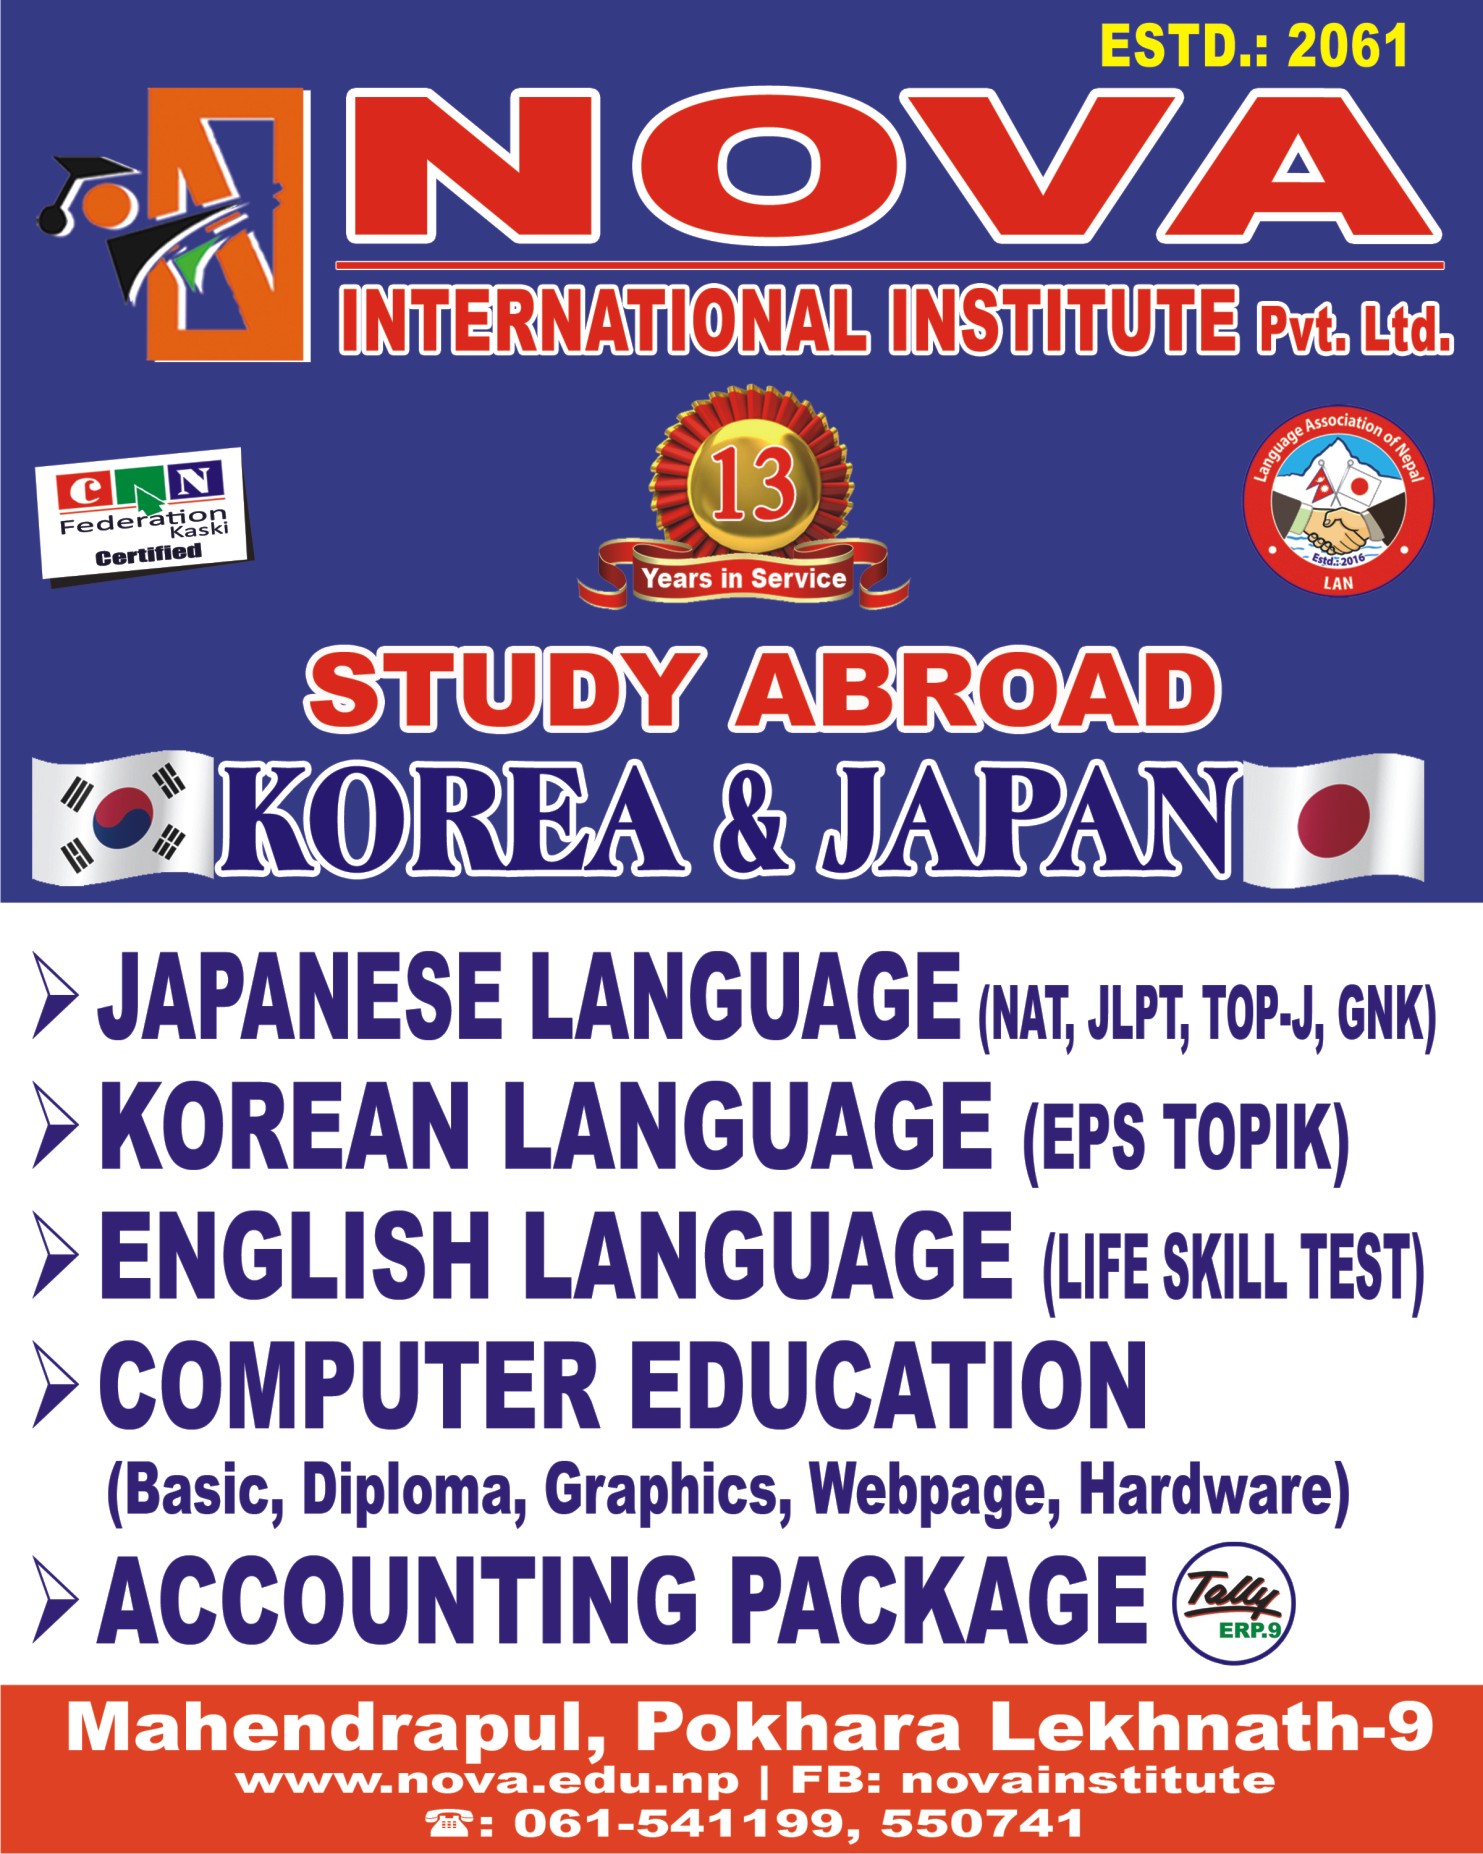 ESTD.: 2061
NOVA
INTERNATIONAL INSTITUTE Pvt. Ltd.
C A N
Federation
Kaski
Certified
13
Years in Service
Language Association of Nepal
Estd.: 2016
LAN
STUDY ABROAD
KOREA & JAPAN
JAPANESE LANGUAGE (NAT, JLPT, TOP-J, GNK)
KOREAN LANGUAGE (EPS TOPIK)
ENGLISH LANGUAGE (LIFE SKILL TEST)
COMPUTER EDUCATION
(Basic, Diploma, Graphics, Webpage, Hardware)
ACCOUNTING PACKAGE
Tally
ERP.9
Mahendrapul, Pokhara Lekhnath-9
www.nova.edu.np | FB: novainstitute
☎: 061-541199, 550741